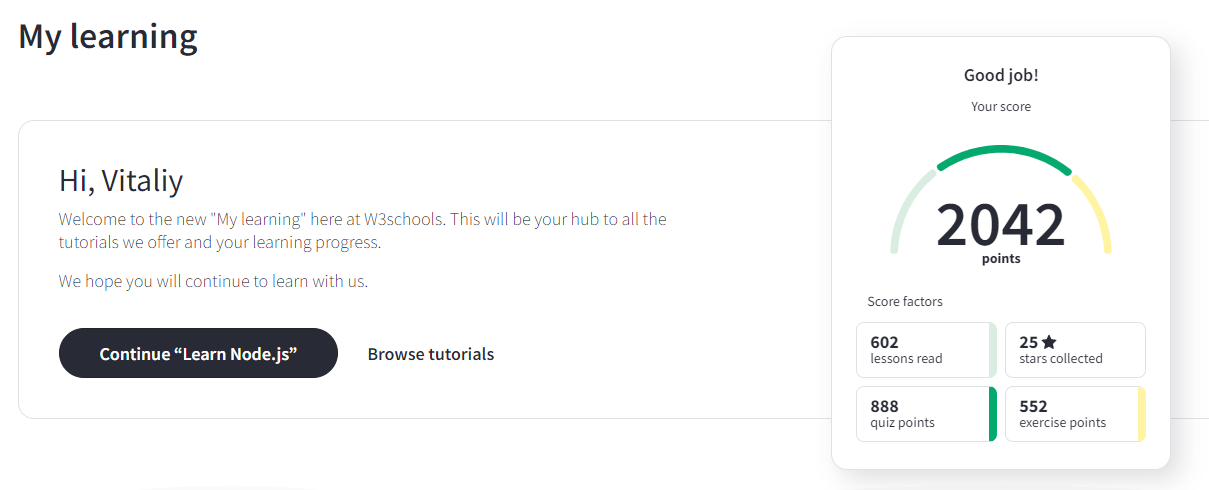 My learning
Hi, Vitaliy
Welcome to the new "My learning" here at W3schools. This will be your hub to all the
tutorials we offer and your learning progress.
We hope you will continue to learn with us.
Continue “Learn Node.js”
Browse tutorials
Good job!
Your score
2042
points
Score factors
602
lessons read
25 ★
stars collected
888
quiz points
552
exercise points